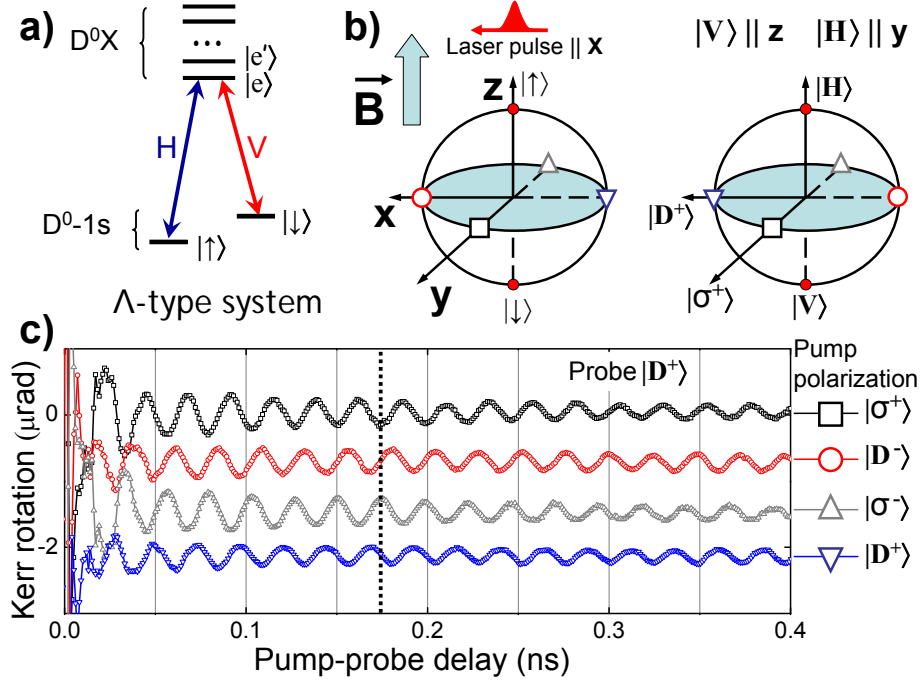 a)
D⁰X
...
|e'⟩
|e⟩
H
V
D⁰-1s
|↑⟩
|↓⟩
Λ-type system
b)
Laser pulse || x
|V⟩ || z |H⟩ || y
B
z |↑⟩
x
y
|↓⟩
|H⟩
|D⁺⟩
|σ⁺⟩
|V⟩
c)
Probe |D⁺⟩
Kerr rotation (μrad)
0
-2
0.0 0.1 0.2 0.3 0.4
Pump-probe delay (ns)
Pump
polarization
|σ⁺⟩
|D⁻⟩
|σ⁻⟩
|D⁺⟩